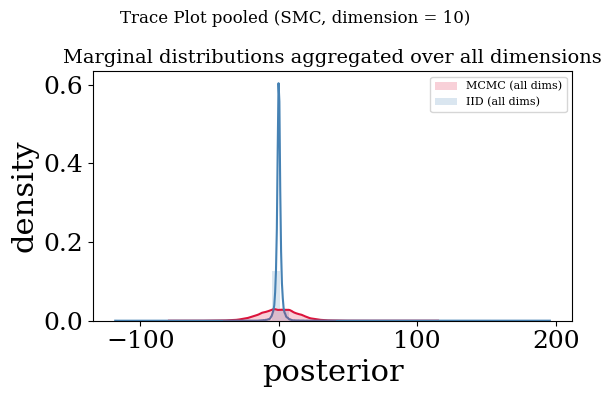 Trace Plot pooled (SMC, dimension = 10)
Marginal distributions aggregated over all dimensions
MCMC (all dims)
IID (all dims)
density
0.6
0.4
0.2
0.0
−100
0
100
200
posterior